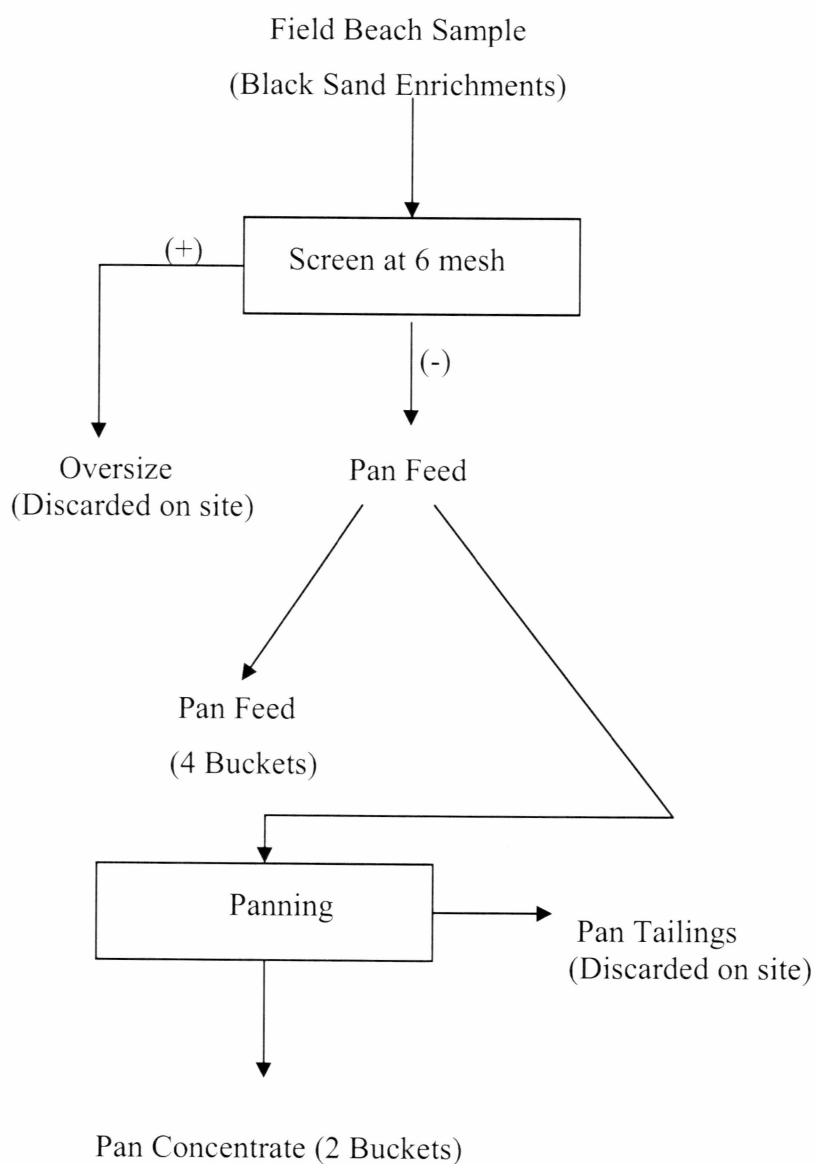 Field Beach Sample
(Black Sand Enrichments)
(+)
Screen at 6 mesh
(-)
Oversize
(Discarded on site)
Pan Feed
Pan Feed
(4 Buckets)
Panning
Pan Tailings
(Discarded on site)
Pan Concentrate (2 Buckets)